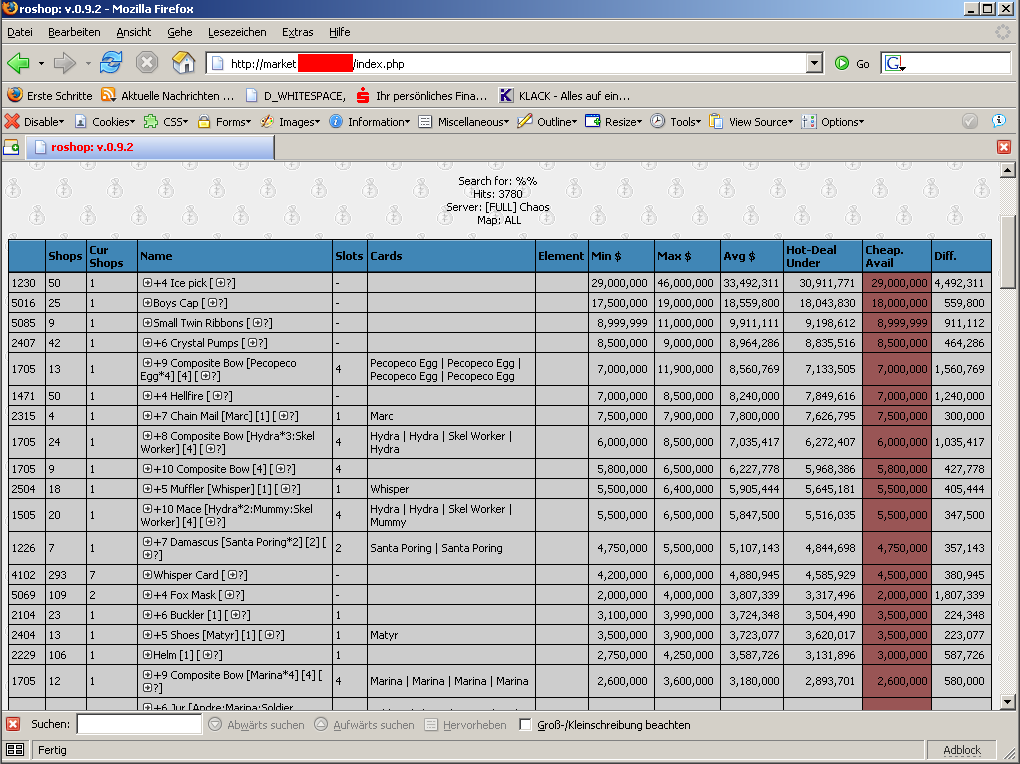 roshop: v.0.9.2 - Mozilla Firefox
Datei Bearbeiten Ansicht Gehe Lesezeichen Extras Hilfe
http://market /index.php Go
Erste Schritte Aktuelle Nachrichten ... D_WHITESPACE, Ihr persönliches Fina... KLACK - Alles auf ein...
Disable Cookies CSS Forms Images Information Miscellaneous Outline Resize Tools View Source Options
roshop: v.0.9.2
Search for: %%
Hits: 3780
Server: [FULL] Chaos
Map: ALL
Shops Cur Shops Name Slots Cards Element Min $ Max $ Avg $ Hot-Deal Under Cheap. Avail Diff.
1230 50 1 +4 Ice pick [ ?] - 29,000,000 46,000,000 33,492,311 30,911,771 29,000,000 4,492,311
5016 25 1 Boys Cap [ ?] - 17,500,000 19,000,000 18,559,800 18,043,830 18,000,000 559,800
5085 9 1 Small Twin Ribbons [ ?] - 8,999,999 11,000,000 9,911,111 9,198,612 8,999,999 911,112
2407 42 1 +6 Crystal Pumps [ ?] - 8,500,000 9,000,000 8,964,286 8,835,516 8,500,000 464,286
1705 13 1 +9 Composite Bow [Pecopeco Egg*4] [4] [ ?] 4 Pecopeco Egg | Pecopeco Egg | Pecopeco Egg | Pecopeco Egg 7,000,000 11,900,000 8,560,769 7,133,505 7,000,000 1,560,769
1471 50 1 +4 Hellfire [ ?] - 7,000,000 8,500,000 8,240,000 7,849,616 7,000,000 1,240,000
2315 4 1 +7 Chain Mail [Marc] [1] [ ?] 1 Marc 7,500,000 7,900,000 7,800,000 7,626,795 7,500,000 300,000
1705 24 1 +8 Composite Bow [Hydra*3:Skel Worker] [4] [ ?] 4 Hydra | Hydra | Skel Worker | Hydra 6,000,000 8,500,000 7,035,417 6,272,407 6,000,000 1,035,417
1705 9 1 +10 Composite Bow [4] [ ?] 4 5,800,000 6,500,000 6,227,778 5,968,386 5,800,000 427,778
2504 18 1 +5 Muffler [Whisper] [1] [ ?] 1 Whisper 5,500,000 6,400,000 5,905,444 5,645,181 5,500,000 405,444
1505 20 1 +10 Mace [Hydra*2:Mummy:Skel Worker] [4] [ ?] 4 Hydra | Hydra | Skel Worker | Mummy 5,500,000 6,500,000 5,847,500 5,516,035 5,500,000 347,500
1226 7 1 +7 Damascus [Santa Poring*2] [2] [ ?] 2 Santa Poring | Santa Poring 4,750,000 5,500,000 5,107,143 4,844,698 4,750,000 357,143
4102 293 7 Whisper Card [ ?] - 4,200,000 6,000,000 4,880,945 4,585,929 4,500,000 380,945
5069 109 2 +4 Fox Mask [ ?] - 2,000,000 4,000,000 3,807,339 3,317,496 2,000,000 1,807,339
2104 23 1 +6 Buckler [1] [ ?] 1 3,100,000 3,990,000 3,724,348 3,504,490 3,500,000 224,348
2404 13 1 +5 Shoes [Matyr] [1] [ ?] 1 Matyr 3,500,000 3,900,000 3,723,077 3,620,017 3,500,000 223,077
2229 106 1 Helm [1] [ ?] 1 2,750,000 4,250,000 3,587,726 3,131,896 3,000,000 587,726
1705 12 1 +9 Composite Bow [Marina*4] [4] [ ?] 4 Marina | Marina | Marina | Marina 2,600,000 3,600,000 3,180,000 2,893,701 2,600,000 580,000
+6 Jur [Andre:Marina:Soldier
Suchen: Abwärts suchen Aufwärts suchen Hervorheben Groß-/Kleinschreibung beachten
Fertig Adblock